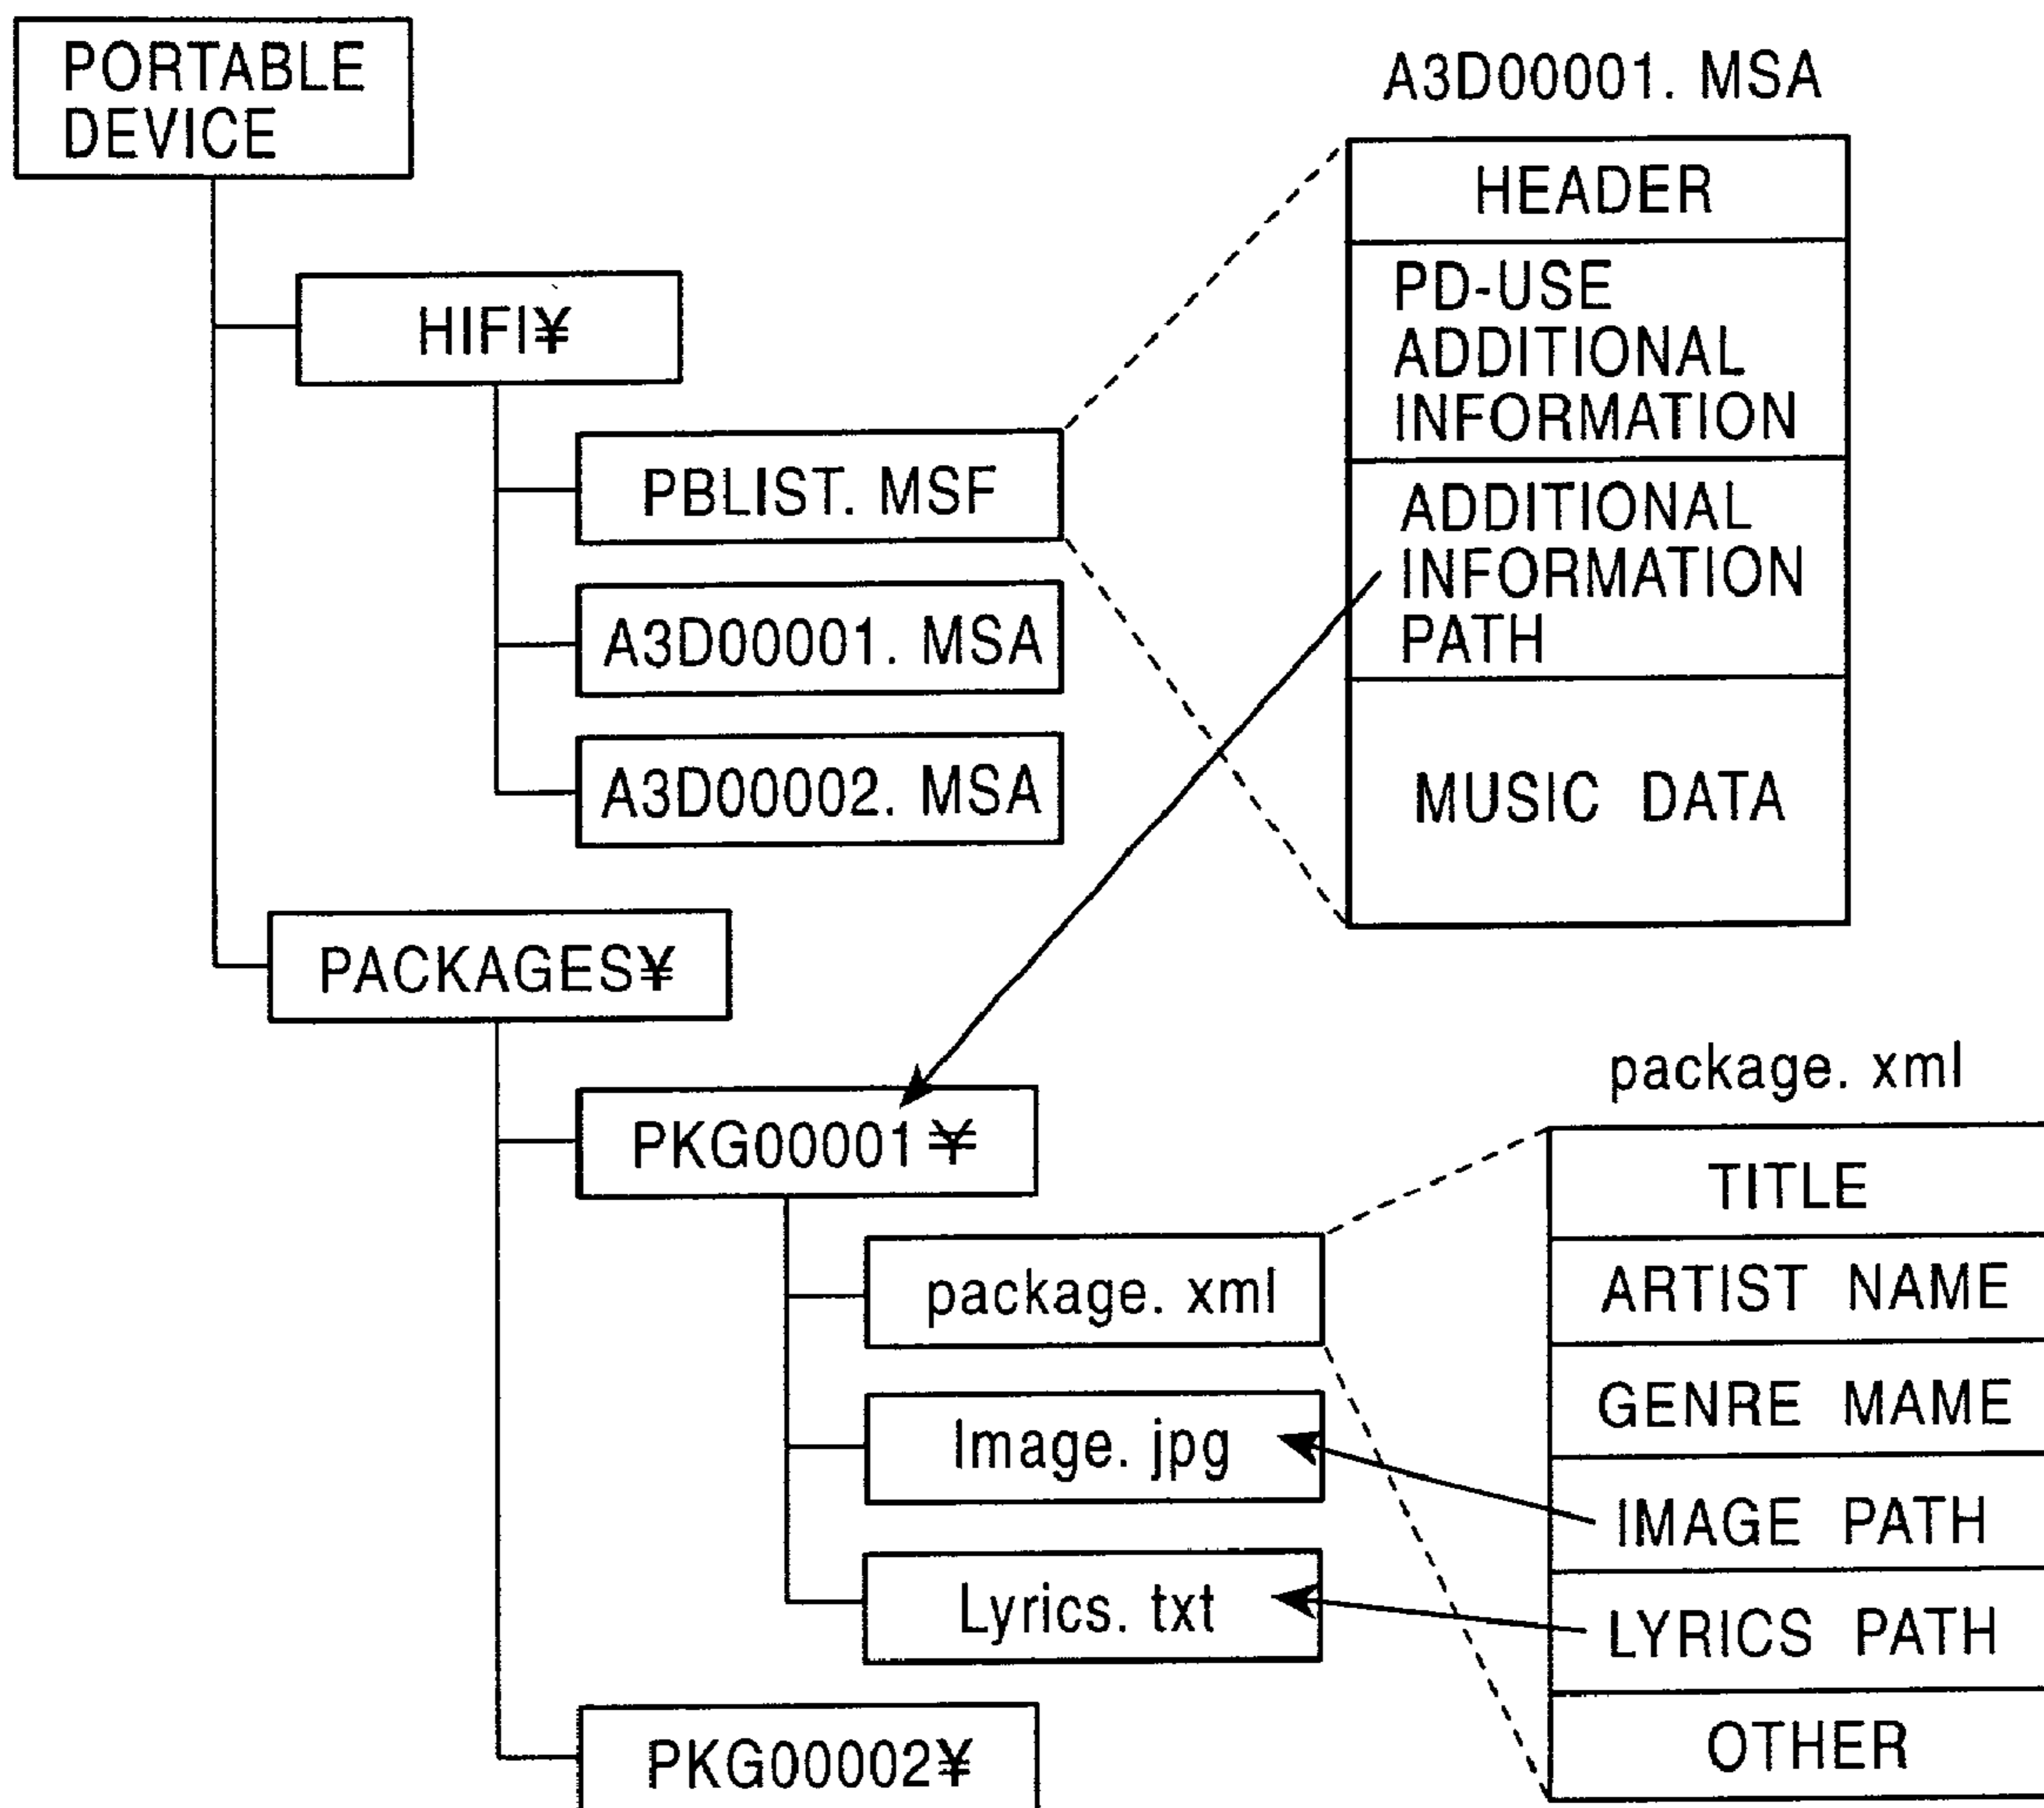 PORTABLE
DEVICE
HIFI¥
PBLIST. MSF
A3D00001. MSA
A3D00002. MSA
PACKAGES¥
PKG00001¥
package. xml
Image. jpg
Lyrics. txt
PKG00002¥
A3D00001. MSA
HEADER
PD-USE
ADDITIONAL
INFORMATION
ADDITIONAL
INFORMATION
PATH
MUSIC DATA
package. xml
TITLE
ARTIST NAME
GENRE MAME
IMAGE PATH
LYRICS PATH
OTHER